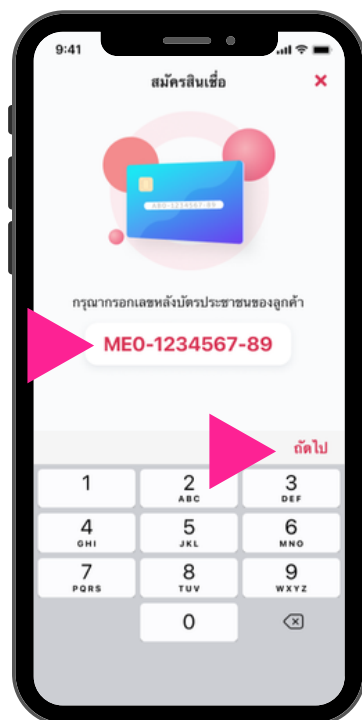 9:41
สมัครสินเชื่อ
AB0-1234567-89
กรุณากรอกเลขหลังบัตรประชาชนของลูกค้า
ME0-1234567-89
ถัดไป
1 2 3
ABC DEF
4 5 6
GHI JKL MNO
7 8 9
PQRS TUV WXYZ
0